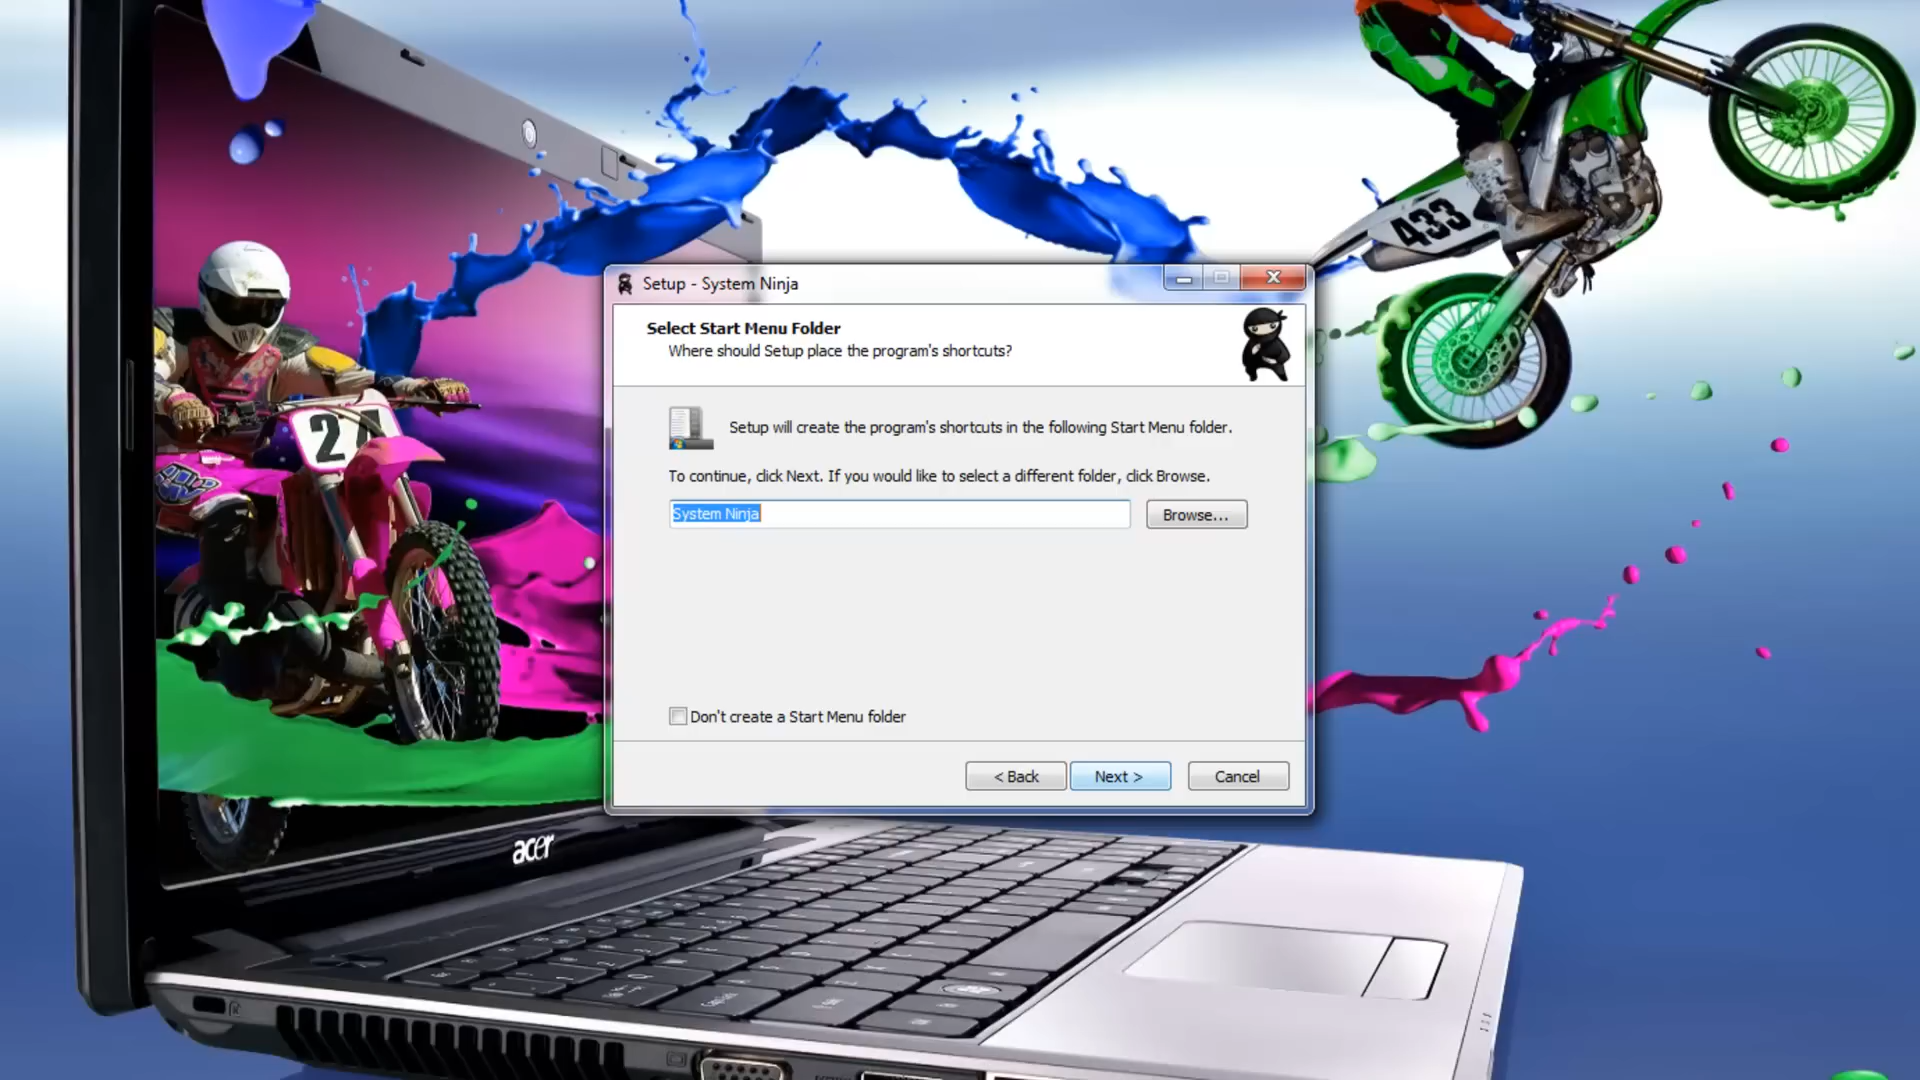 Setup - System Ninja
Select Start Menu Folder
Where should Setup place the program's shortcuts?
Setup will create the program's shortcuts in the following Start Menu folder.
To continue, click Next. If you would like to select a different folder, click Browse.
System Ninja
Browse...
Don't create a Start Menu folder
< Back
Next >
Cancel
433
24
acer